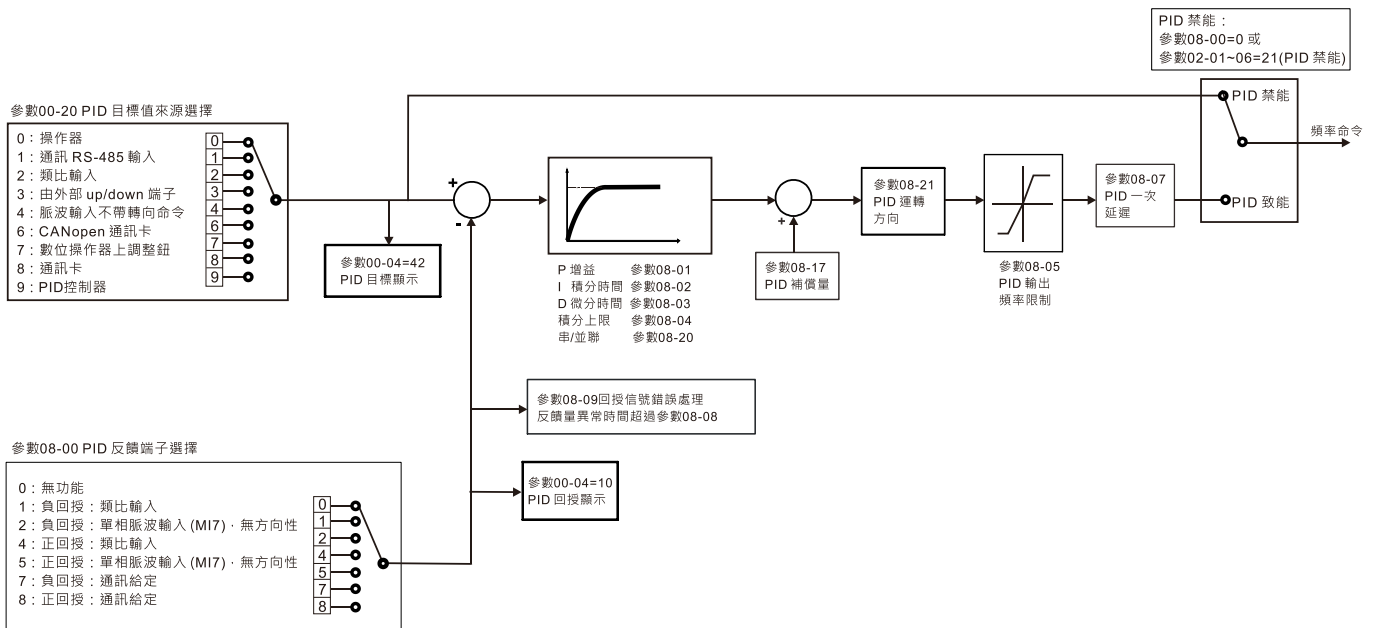 PID 禁能：
參數08-00=0 或
參數02-01~06=21(PID 禁能)
PID 禁能
頻率命令
PID 致能
參數00-20 PID 目標值來源選擇
0：操作器
1：通訊 RS-485 輸入
2：類比輸入
3：由外部 up/down 端子
4：脈波輸入不帶轉向命令
6：CANopen 通訊卡
7：數位操作器上調整鈕
8：通訊卡
9：PID控制器
0
1
2
3
4
6
7
8
9
參數00-04=42
PID 目標顯示
+
-
P 增益 參數08-01
I 積分時間 參數08-02
D 微分時間 參數08-03
積分上限 參數08-04
串/並聯 參數08-20
+
參數08-17
PID 補償量
參數08-21
PID 運轉
方向
參數08-05
PID 輸出
頻率限制
參數08-07
PID 一次
延遲
參數08-09回授信號錯誤處理
反饋量異常時間超過參數08-08
參數00-04=10
PID 回授顯示
參數08-00 PID 反饋端子選擇
0：無功能
1：負回授：類比輸入
2：負回授：單相脈波輸入 (MI7)，無方向性
4：正回授：類比輸入
5：正回授：單相脈波輸入 (MI7)，無方向性
7：負回授：通訊給定
8：正回授：通訊給定
0
1
2
4
5
7
8